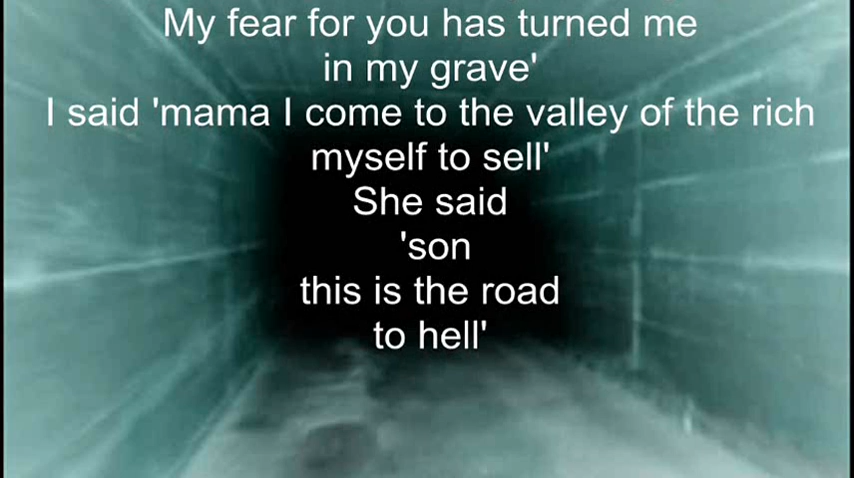 My fear for you has turned me
in my grave'
I said 'mama I come to the valley of the rich
myself to sell'
She said
'son
this is the road
to hell'